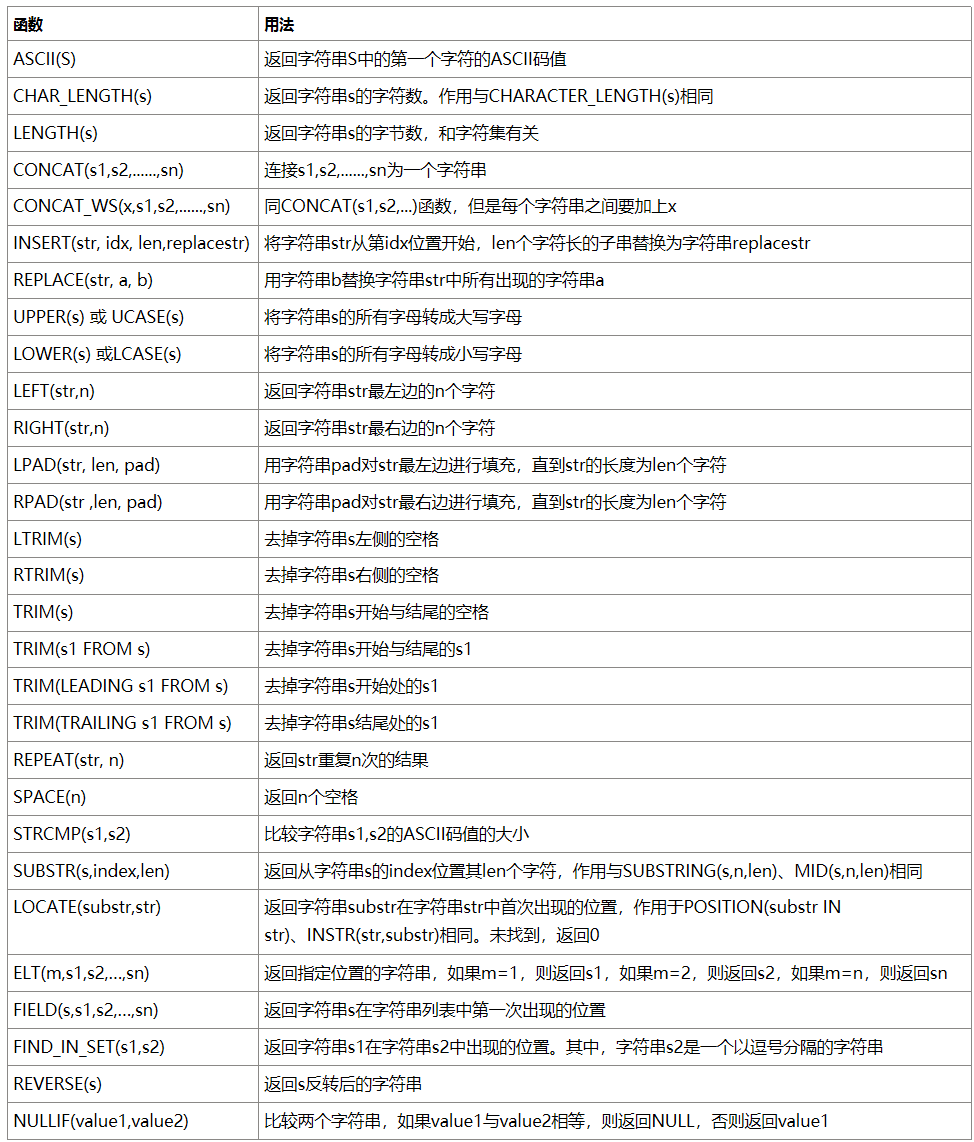 函数 用法
ASCII(S) 返回字符串S中的第一个字符的ASCII码值
CHAR_LENGTH(s) 返回字符串s的字符数。作用与CHARACTER_LENGTH(s)相同
LENGTH(s) 返回字符串s的字节数，和字符集有关
CONCAT(s1,s2,......,sn) 连接s1,s2,......,sn为一个字符串
CONCAT_WS(x,s1,s2,......,sn) 同CONCAT(s1,s2,...)函数，但是每个字符串之间要加上x
INSERT(str, idx, len,replacestr) 将字符串str从第idx位置开始，len个字符长的子串替换为字符串replacestr
REPLACE(str, a, b) 用字符串b替换字符串str中所有出现的字符串a
UPPER(s) 或 UCASE(s) 将字符串s的所有字母转成大写字母
LOWER(s) 或LCASE(s) 将字符串s的所有字母转成小写字母
LEFT(str,n) 返回字符串str最左边的n个字符
RIGHT(str,n) 返回字符串str最右边的n个字符
LPAD(str, len, pad) 用字符串pad对str最左边进行填充，直到str的长度为len个字符
RPAD(str ,len, pad) 用字符串pad对str最右边进行填充，直到str的长度为len个字符
LTRIM(s) 去掉字符串s左侧的空格
RTRIM(s) 去掉字符串s右侧的空格
TRIM(s) 去掉字符串s开始与结尾的空格
TRIM(s1 FROM s) 去掉字符串s开始与结尾的s1
TRIM(LEADING s1 FROM s) 去掉字符串s开始处的s1
TRIM(TRAILING s1 FROM s) 去掉字符串s结尾处的s1
REPEAT(str, n) 返回str重复n次的结果
SPACE(n) 返回n个空格
STRCMP(s1,s2) 比较字符串s1,s2的ASCII码值的大小
SUBSTR(s,index,len) 返回从字符串s的index位置其len个字符，作用与SUBSTRING(s,n,len)、MID(s,n,len)相同
LOCATE(substr,str) 返回字符串substr在字符串str中首次出现的位置，作用于POSITION(substr IN
str)、INSTR(str,substr)相同。未找到，返回0
ELT(m,s1,s2,…,sn) 返回指定位置的字符串，如果m=1，则返回s1，如果m=2，则返回s2，如果m=n，则返回sn
FIELD(s,s1,s2,…,sn) 返回字符串s在字符串列表中第一次出现的位置
FIND_IN_SET(s1,s2) 返回字符串s1在字符串s2中出现的位置。其中，字符串s2是一个以逗号分隔的字符串
REVERSE(s) 返回s反转后的字符串
NULLIF(value1,value2) 比较两个字符串，如果value1与value2相等，则返回NULL，否则返回value1